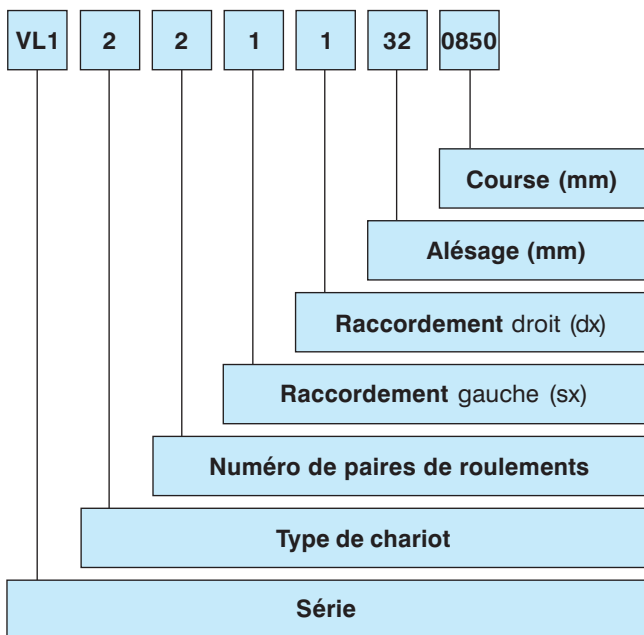 VL1 2 2 1 1 32 0850
Course (mm)
Alésage (mm)
Raccordement droit (dx)
Raccordement gauche (sx)
Numéro de paires de roulements
Type de chariot
Série